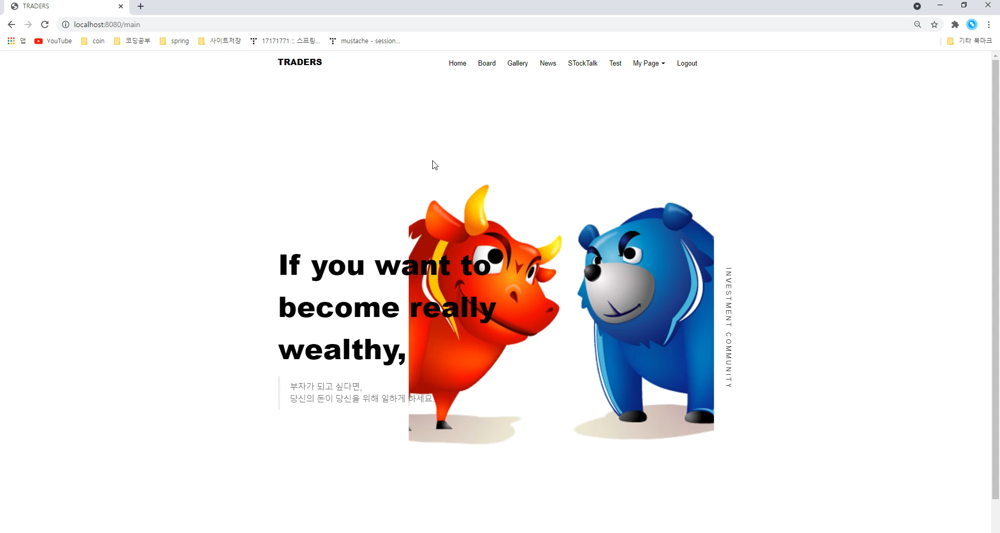 TRADERS
localhost:8080/main
앱
YouTube
coin
코딩공부
spring
사이트저장
17171771 :: 스프링...
mustache - session...
기타 북마크
TRADERS
Home
Board
Gallery
News
STockTalk
Test
My Page
Logout
If you want to
become really
wealthy,
부자가 되고 싶다면,
당신의 돈이 당신을 위해 일하게 하세요.
INVESTMENT COMMUNITY